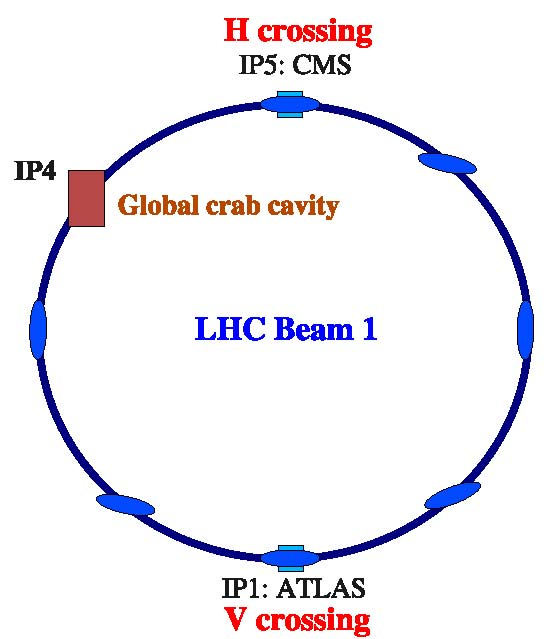 H crossing
IP5: CMS
IP4
Global crab cavity
LHC Beam 1
IP1: ATLAS
V crossing